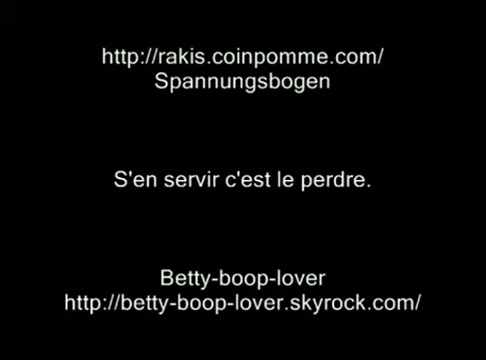 http://rakis.coinpomme.com/
Spannungsbogen
S'en servir c'est le perdre.
Betty-boop-lover
http://betty-boop-lover.skyrock.com/